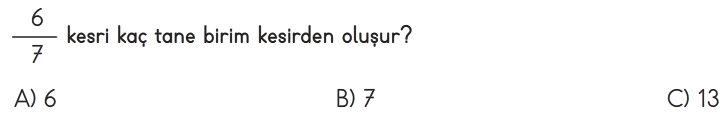 6
7 kesri kaç tane birim kesirden oluşur?
A) 6 B) 7 C) 13